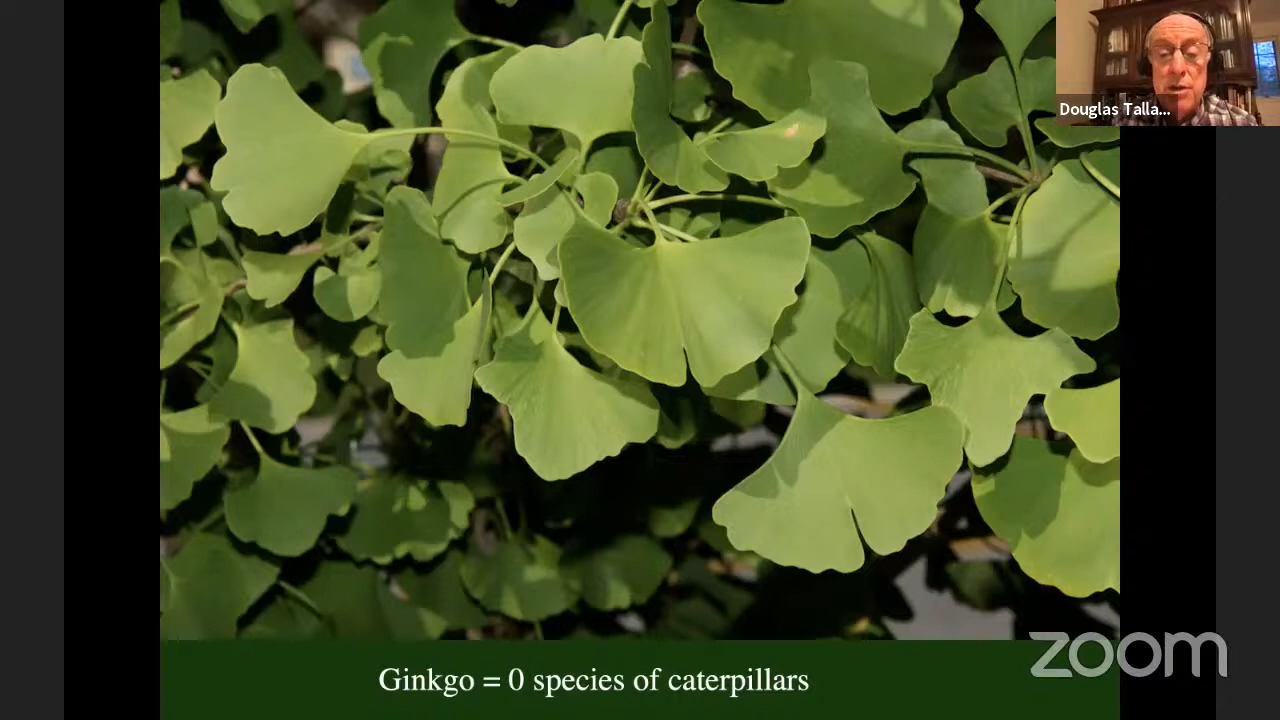 Douglas Talla...
Ginkgo = 0 species of caterpillars
zoom